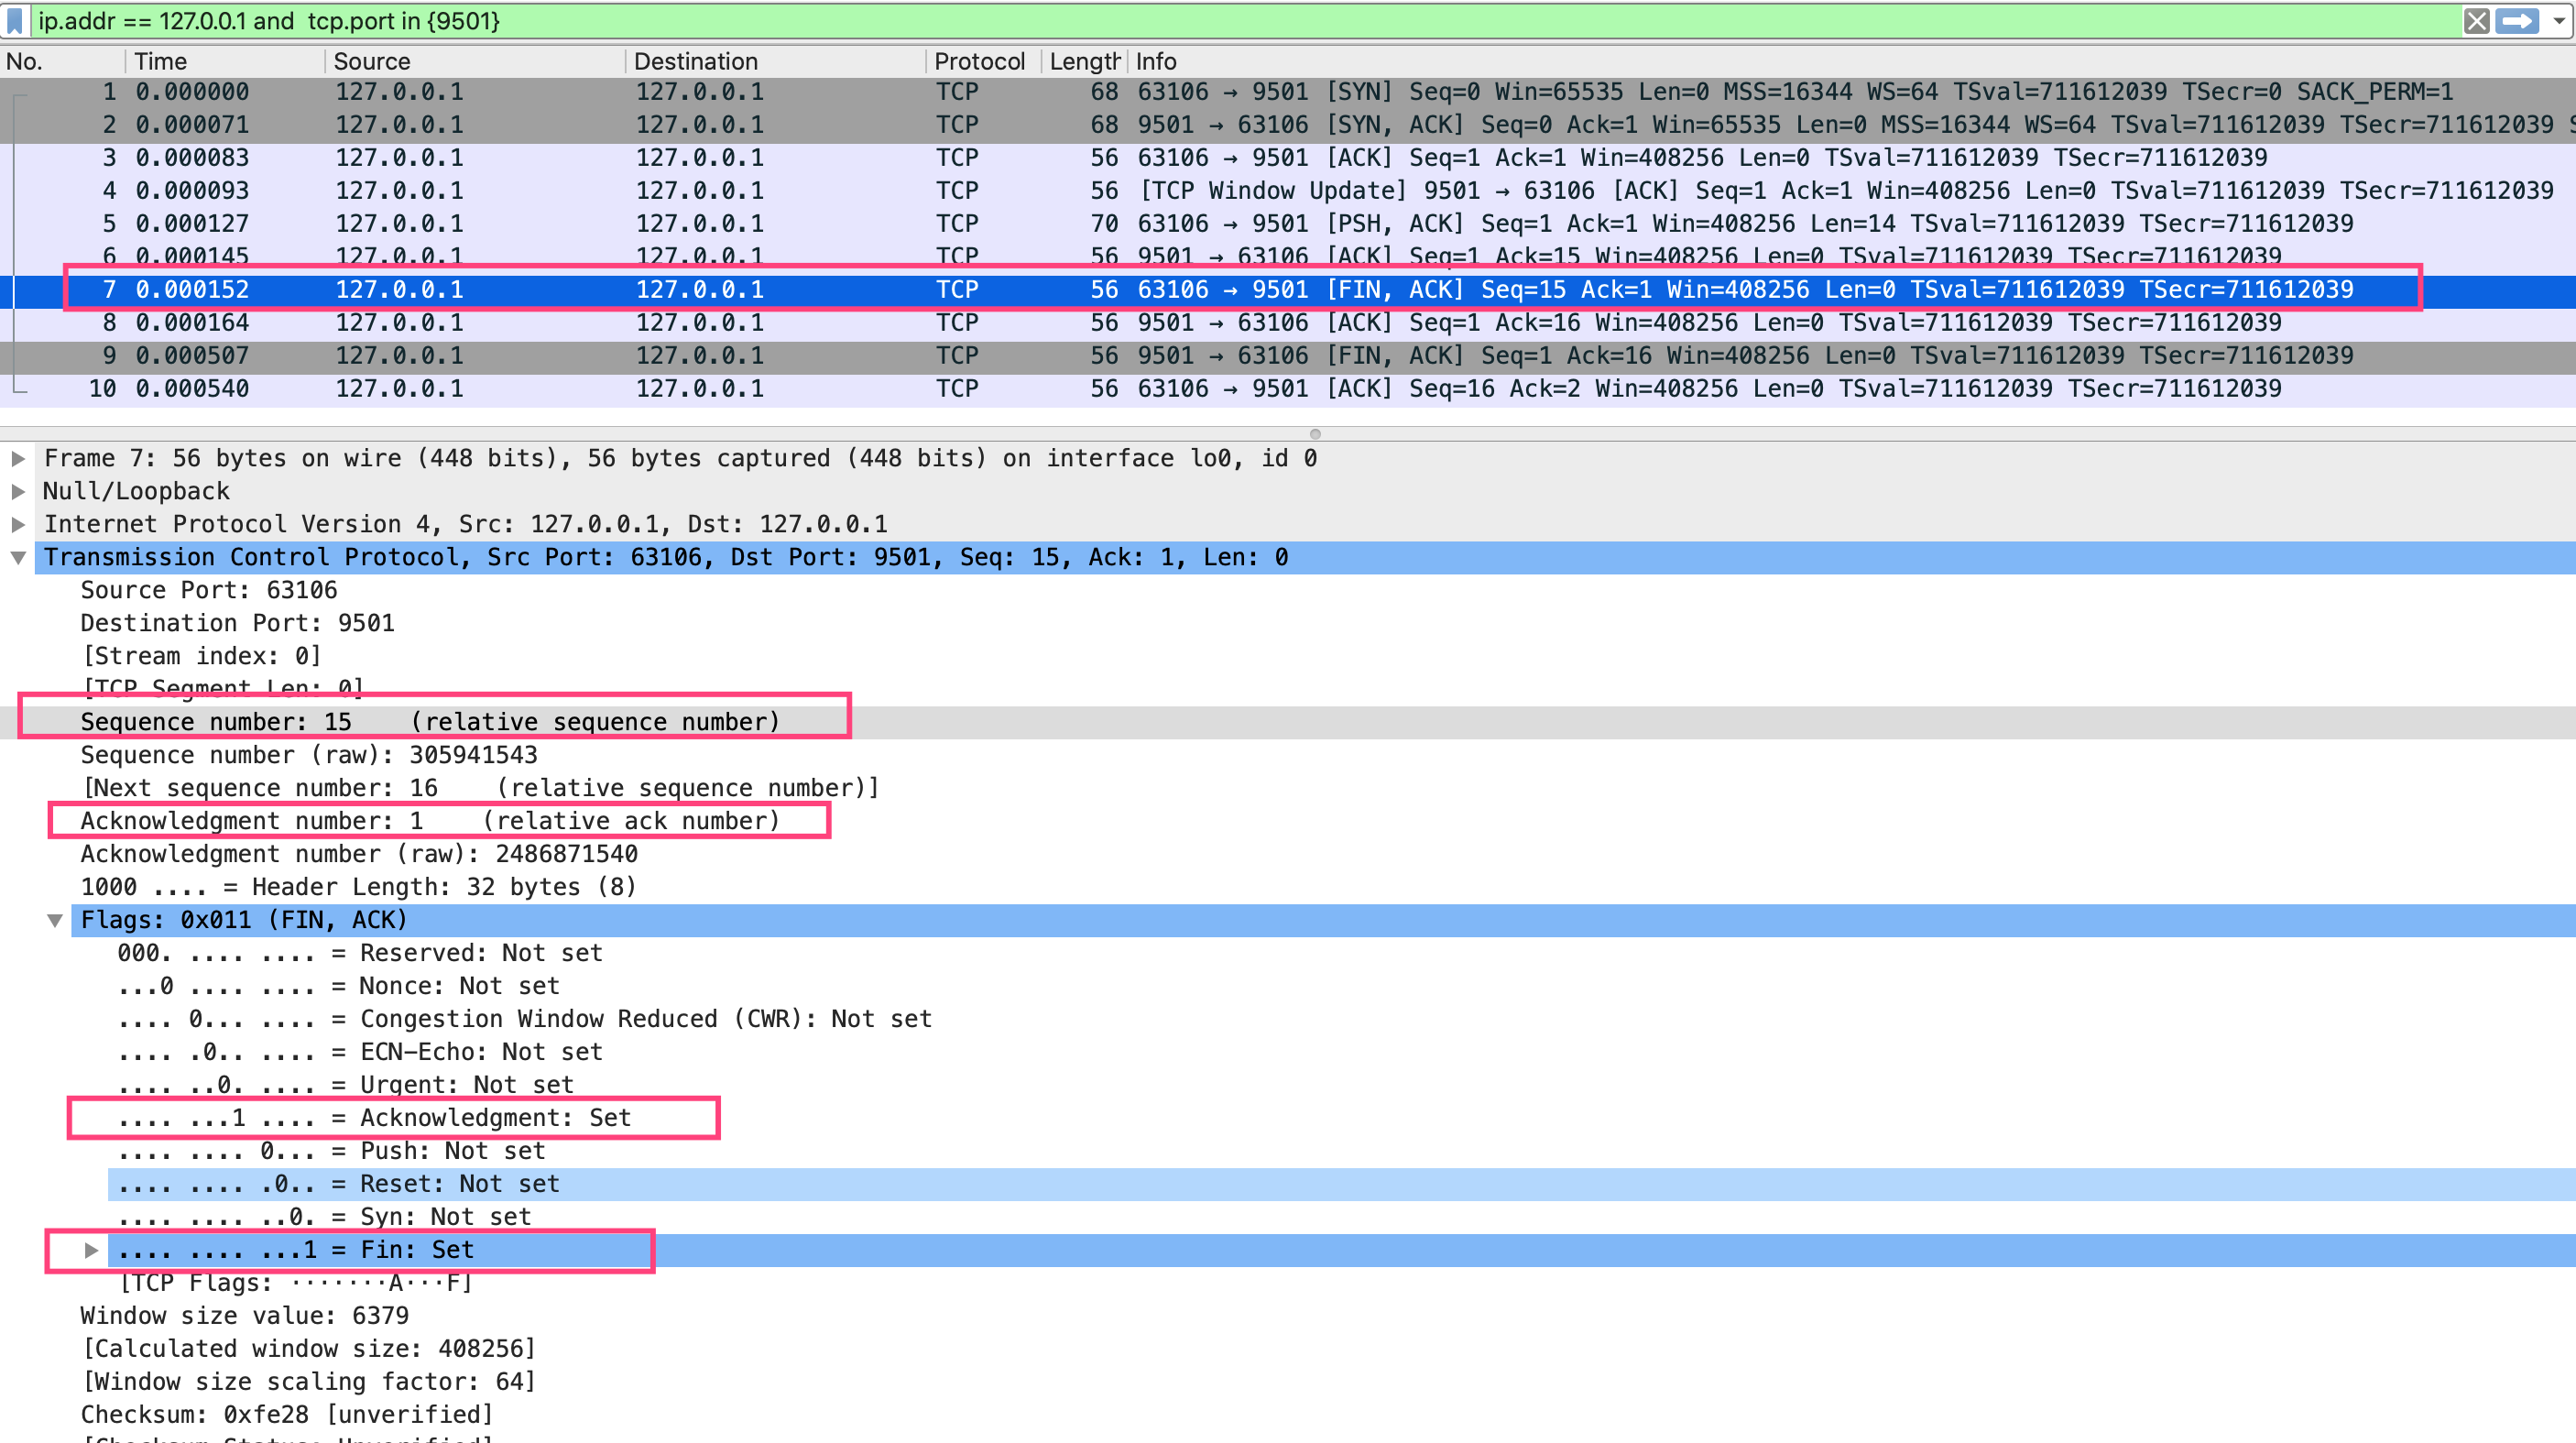 ip.addr == 127.0.0.1 and  tcp.port in {9501}
No. Time Source Destination Protocol Length Info
1 0.000000 127.0.0.1 127.0.0.1 TCP 68 63106 → 9501 [SYN] Seq=0 Win=65535 Len=0 MSS=16344 WS=64 TSval=711612039 TSecr=0 SACK_PERM=1
2 0.000071 127.0.0.1 127.0.0.1 TCP 68 9501 → 63106 [SYN, ACK] Seq=0 Ack=1 Win=65535 Len=0 MSS=16344 WS=64 TSval=711612039 TSecr=711612039
3 0.000083 127.0.0.1 127.0.0.1 TCP 56 63106 → 9501 [ACK] Seq=1 Ack=1 Win=408256 Len=0 TSval=711612039 TSecr=711612039
4 0.000093 127.0.0.1 127.0.0.1 TCP 56 [TCP Window Update] 9501 → 63106 [ACK] Seq=1 Ack=1 Win=408256 Len=0 TSval=711612039 TSecr=711612039
5 0.000127 127.0.0.1 127.0.0.1 TCP 70 63106 → 9501 [PSH, ACK] Seq=1 Ack=1 Win=408256 Len=14 TSval=711612039 TSecr=711612039
6 0.000145 127.0.0.1 127.0.0.1 TCP 56 9501 → 63106 [ACK] Seq=1 Ack=15 Win=408256 Len=0 TSval=711612039 TSecr=711612039
7 0.000152 127.0.0.1 127.0.0.1 TCP 56 63106 → 9501 [FIN, ACK] Seq=15 Ack=1 Win=408256 Len=0 TSval=711612039 TSecr=711612039
8 0.000164 127.0.0.1 127.0.0.1 TCP 56 9501 → 63106 [ACK] Seq=1 Ack=16 Win=408256 Len=0 TSval=711612039 TSecr=711612039
9 0.000507 127.0.0.1 127.0.0.1 TCP 56 9501 → 63106 [FIN, ACK] Seq=1 Ack=16 Win=408256 Len=0 TSval=711612039 TSecr=711612039
10 0.000540 127.0.0.1 127.0.0.1 TCP 56 63106 → 9501 [ACK] Seq=16 Ack=2 Win=408256 Len=0 TSval=711612039 TSecr=711612039
Frame 7: 56 bytes on wire (448 bits), 56 bytes captured (448 bits) on interface lo0, id 0
Null/Loopback
Internet Protocol Version 4, Src: 127.0.0.1, Dst: 127.0.0.1
Transmission Control Protocol, Src Port: 63106, Dst Port: 9501, Seq: 15, Ack: 1, Len: 0
Source Port: 63106
Destination Port: 9501
[Stream index: 0]
[TCP Segment Len: 0]
Sequence number: 15    (relative sequence number)
Sequence number (raw): 305941543
[Next sequence number: 16    (relative sequence number)]
Acknowledgment number: 1    (relative ack number)
Acknowledgment number (raw): 2486871540
1000 .... = Header Length: 32 bytes (8)
Flags: 0x011 (FIN, ACK)
000. .... .... = Reserved: Not set
...0 .... .... = Nonce: Not set
.... 0... .... = Congestion Window Reduced (CWR): Not set
.... .0.. .... = ECN-Echo: Not set
.... ..0. .... = Urgent: Not set
.... ...1 .... = Acknowledgment: Set
.... .... 0... = Push: Not set
.... .... .0.. = Reset: Not set
.... .... ..0. = Syn: Not set
.... .... ...1 = Fin: Set
[TCP Flags: ·······A···F]
Window size value: 6379
[Calculated window size: 408256]
[Window size scaling factor: 64]
Checksum: 0xfe28 [unverified]
[Checksum Status: Unverified]